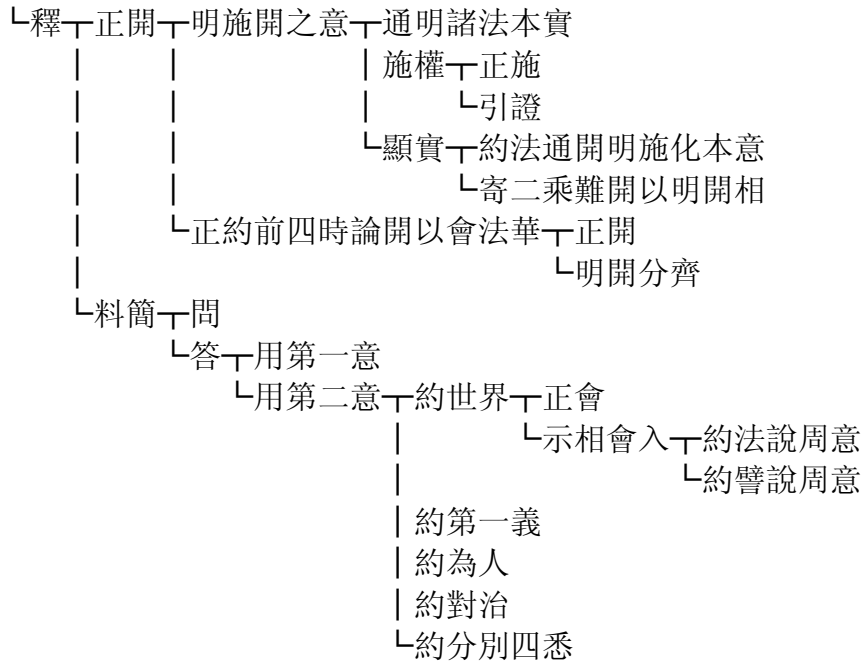 └釋┬正開┬明施開之意┬通明諸法本實
│施權┬正施
└引證
└顯實┬約法通開明施化本意
└寄二乘難開以明開相
└正約前四時論開以會法華┬正開
└明開分齊
└料簡┬問
└答┬用第一意
└用第二意┬約世界┬正會
└示相會入┬約法說周意
└約譬說周意
│約第一義
│約為人
│約對治
└約分別四悉